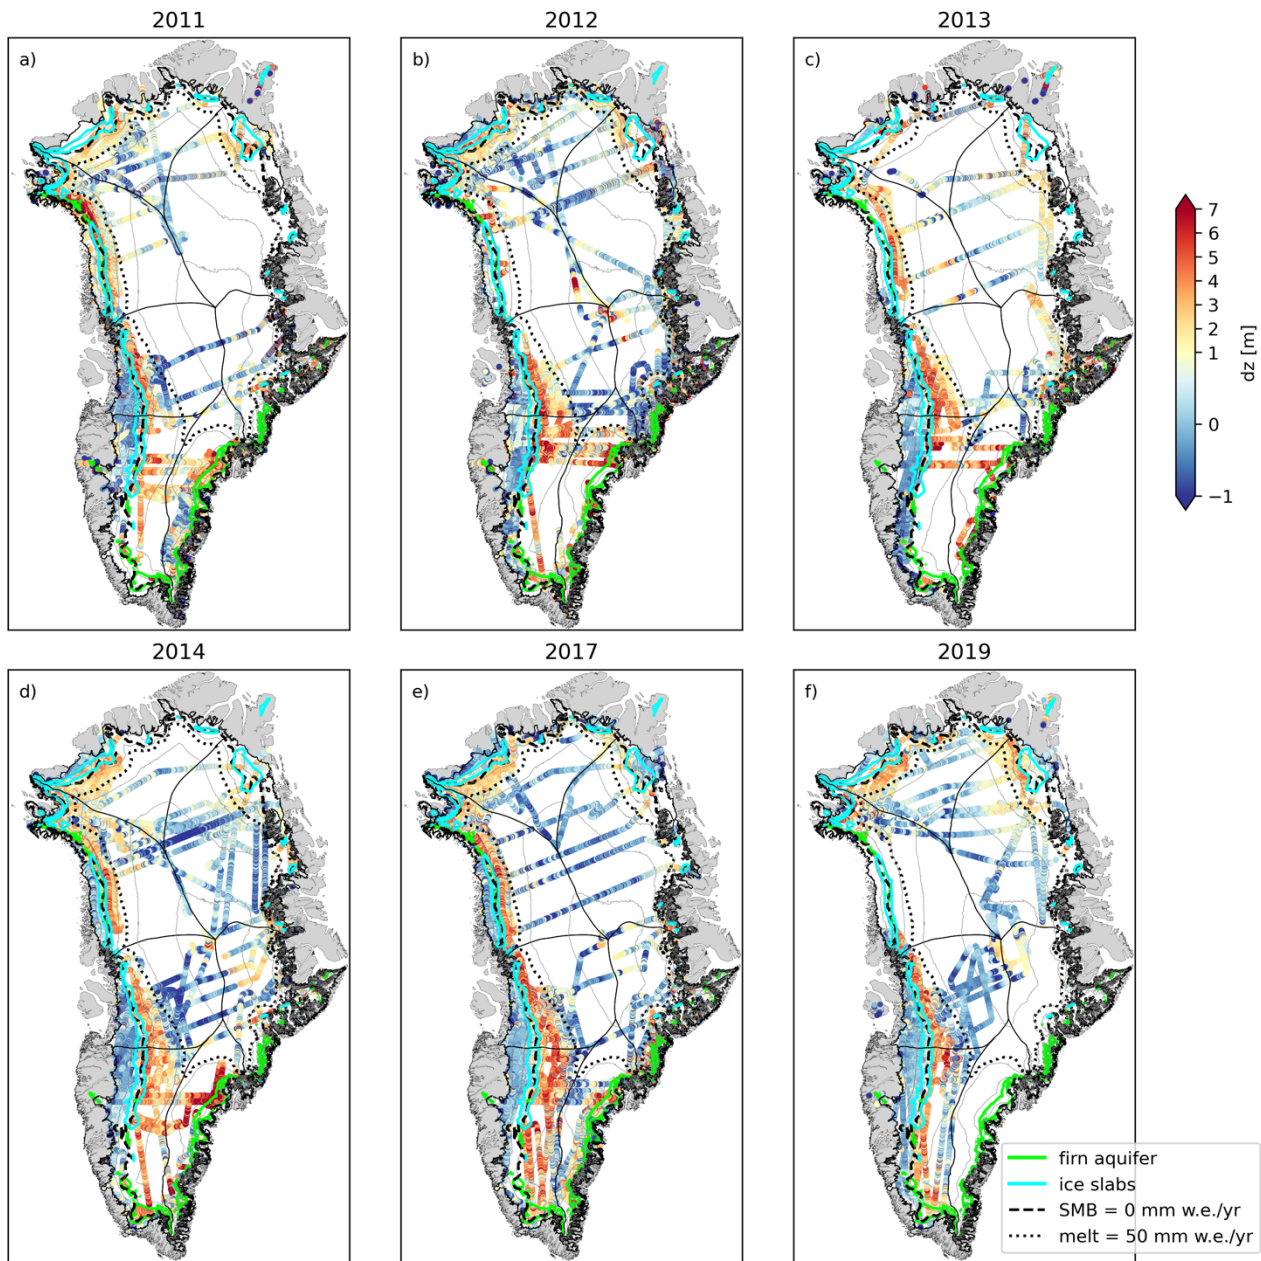 2011
2012
2013
a)
b)
c)
7
6
5
4
3
2
1
0
−1
dz [m]
2014
2017
2019
d)
e)
f)
firn aquifer
ice slabs
SMB = 0 mm w.e./yr
melt = 50 mm w.e./yr